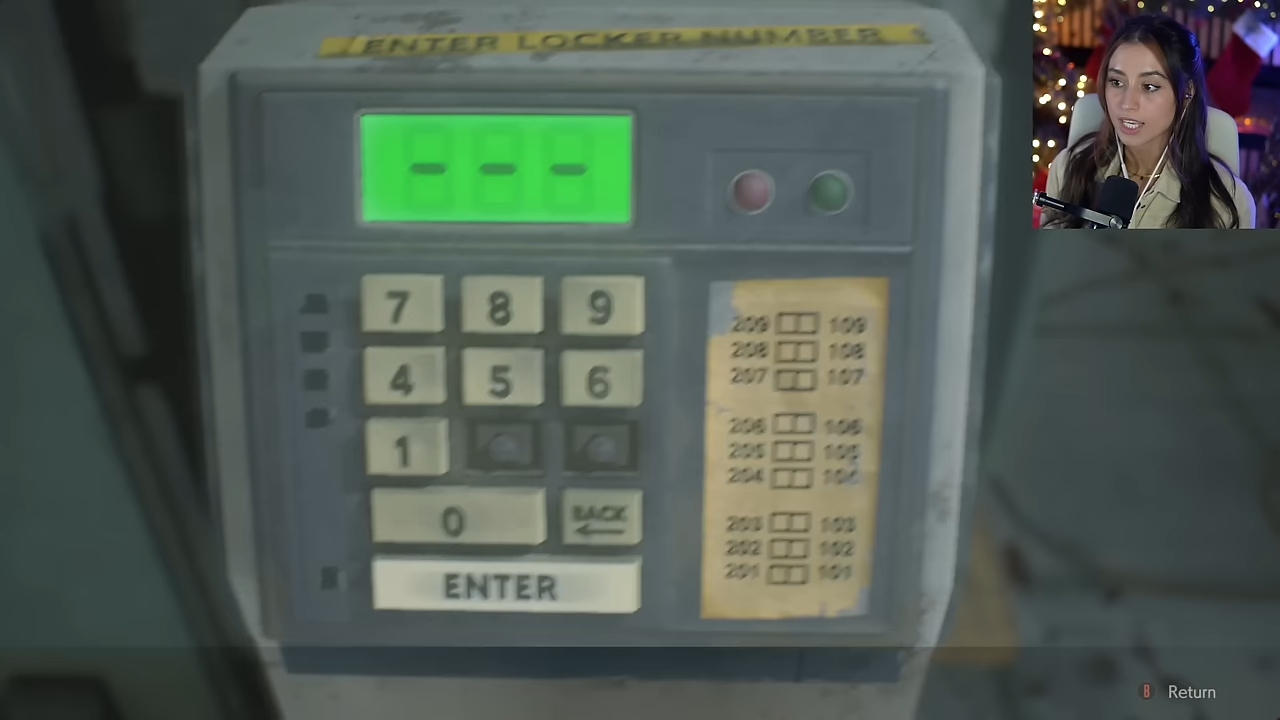 ENTER LOCKER NUMBER
- - -
7 8 9
4 5 6
1
0 BACK
ENTER
209 109
208 108
207 107
206 106
205 105
204 104
203 103
202 102
201 101
B Return